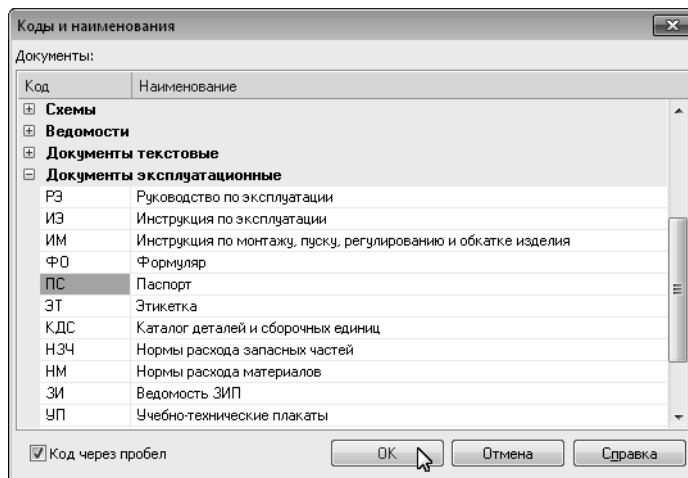 Коды и наименования
Документы:
Код Наименование
Схемы
Ведомости
Документы текстовые
Документы эксплуатационные
РЭ Руководство по эксплуатации
ИЭ Инструкция по эксплуатации
ИМ Инструкция по монтажу, пуску, регулированию и обкатке изделия
ФО Формуляр
ПС Паспорт
ЭТ Этикетка
КДС Каталог деталей и сборочных единиц
НЗЧ Нормы расхода запасных частей
НМ Нормы расхода материалов
ЗИ Ведомость ЗИП
УП Учебно-технические плакаты
Код через пробел ОК Отмена Справка